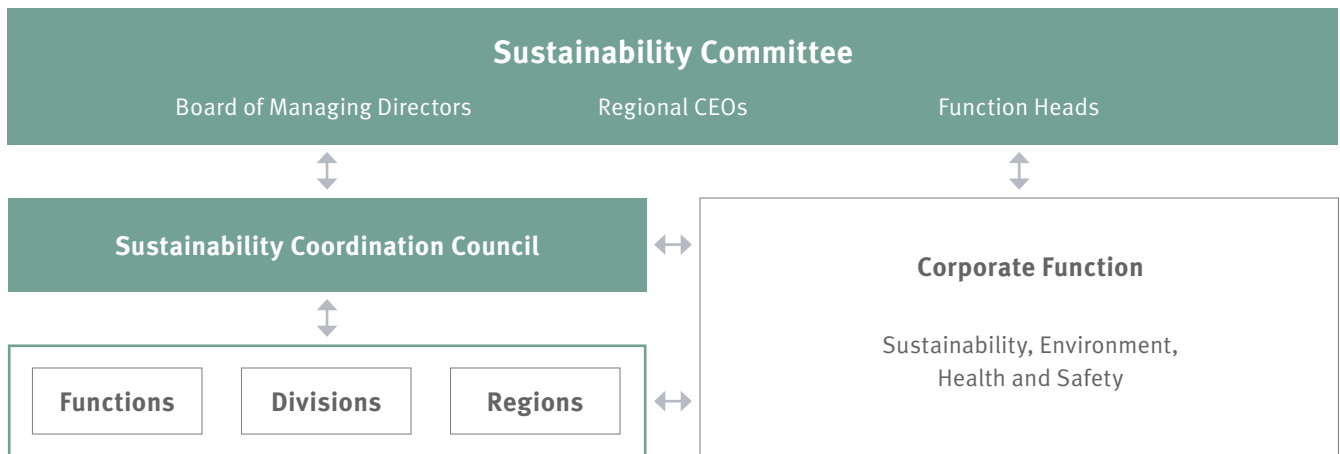 Sustainability Committee
Board of Managing Directors
Regional CEOs
Function Heads
Sustainability Coordination Council
Corporate Function
Sustainability, Environment,
Health and Safety
Functions
Divisions
Regions